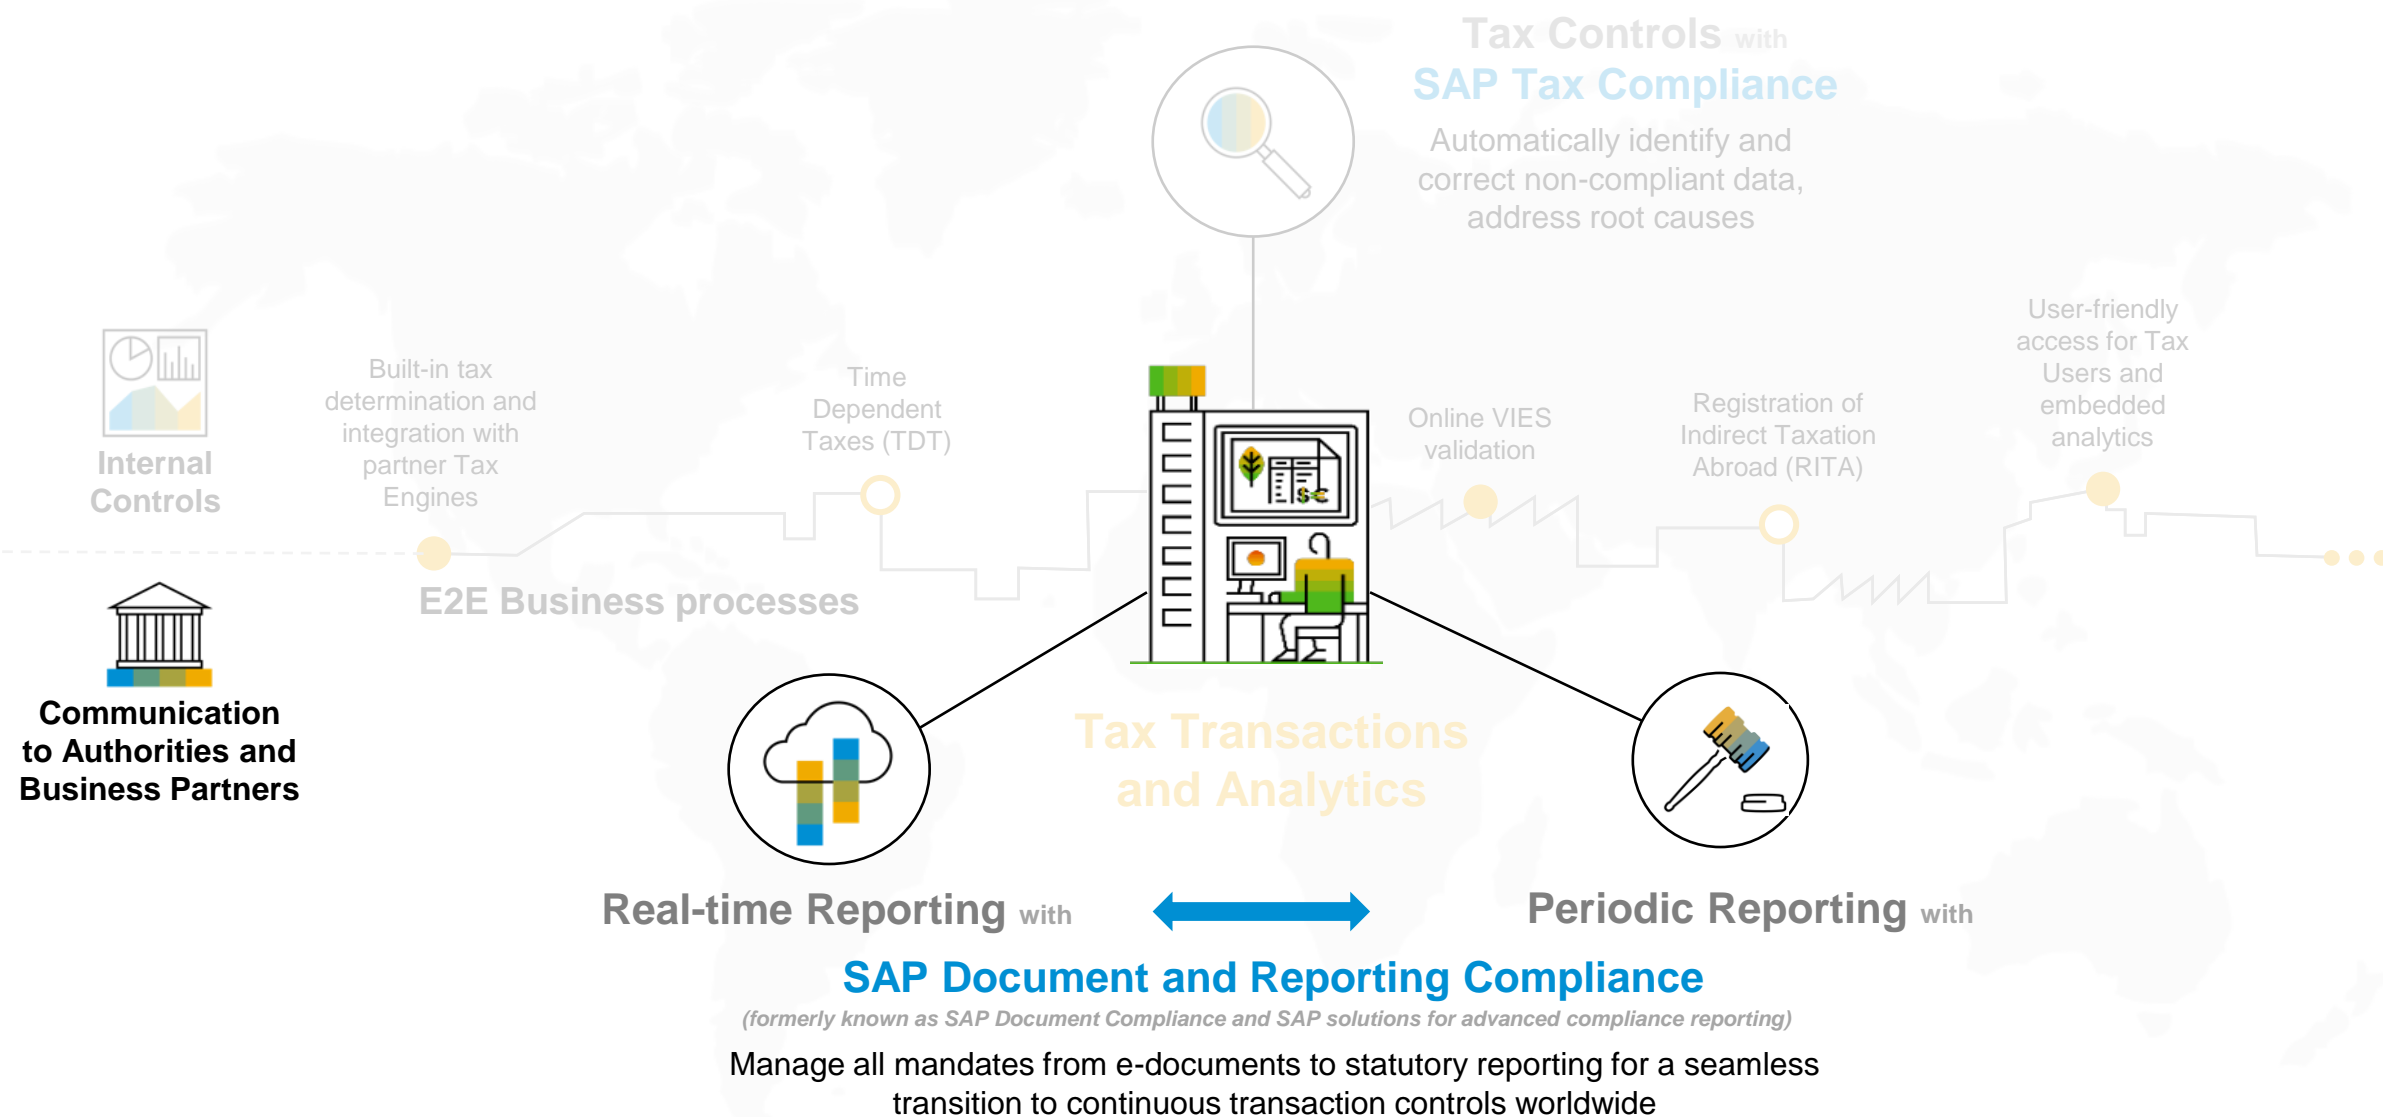 Tax Controls with
SAP Tax Compliance
Automatically identify and
correct non-compliant data,
address root causes
Internal
Controls
Built-in tax
determination and
integration with
partner Tax
Engines
Time
Dependent
Taxes (TDT)
Online VIES
validation
Registration of
Indirect Taxation
Abroad (RITA)
User-friendly
access for Tax
Users and
embedded
analytics
E2E Business processes
Communication
to Authorities and
Business Partners
Tax Transactions
and Analytics
Real-time Reporting with
Periodic Reporting with
SAP Document and Reporting Compliance
(formerly known as SAP Document Compliance and SAP solutions for advanced compliance reporting)
Manage all mandates from e-documents to statutory reporting for a seamless
transition to continuous transaction controls worldwide